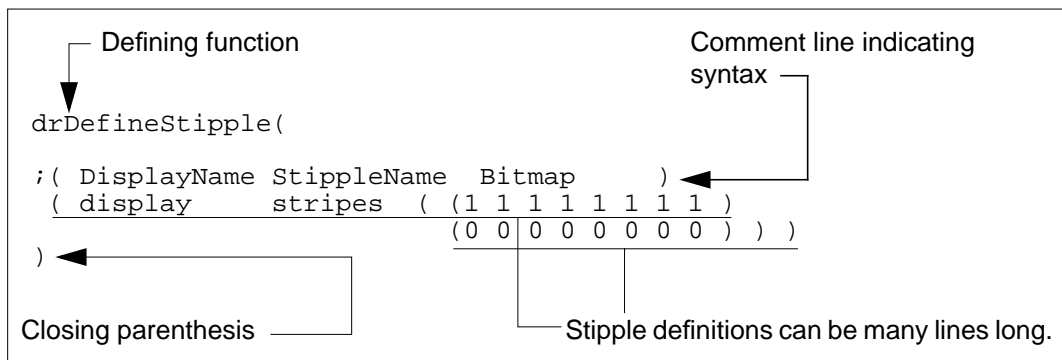 Defining function
Comment line indicating
syntax
drDefineStipple(
;( DisplayName StippleName Bitmap )
( display stripes ( (1 1 1 1 1 1 1 1 )
(0 0 0 0 0 0 0 0 ) ) )
)
Closing parenthesis
Stipple definitions can be many lines long.